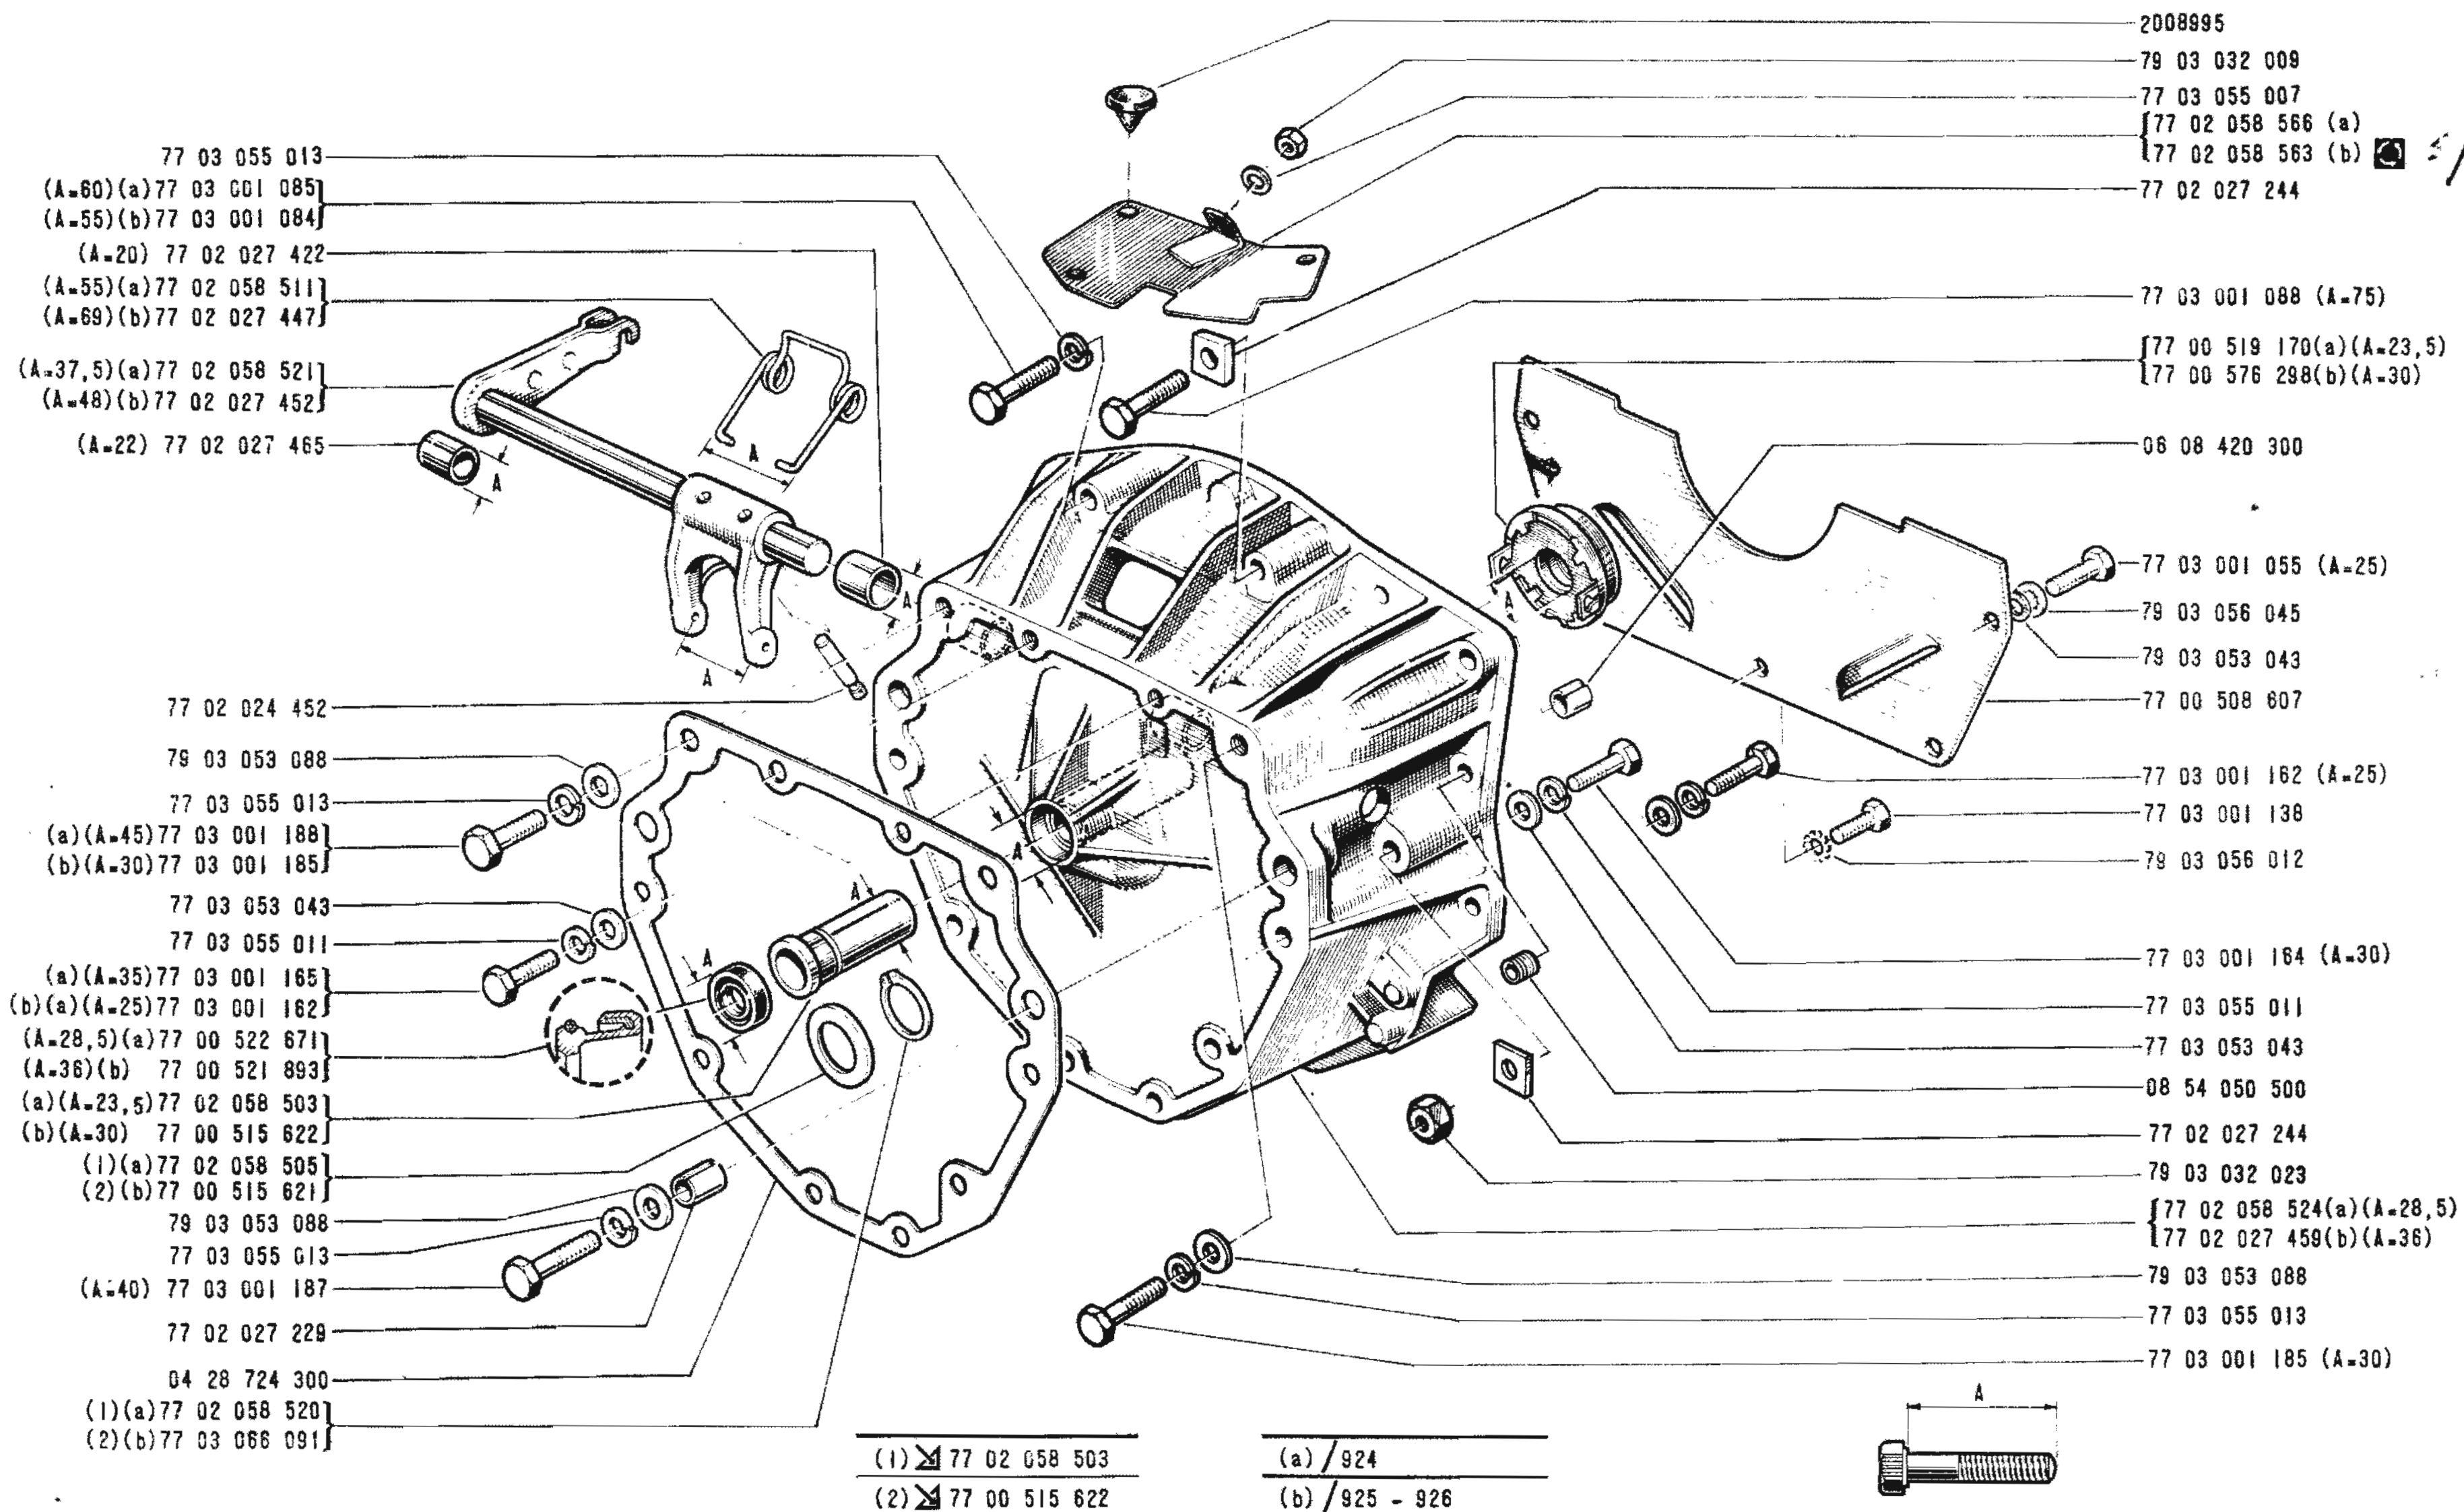 2008995
79 03 032 009
77 03 055 007
77 02 058 566 (a)
77 02 058 563 (b)
77 02 027 244
77 03 001 088 (A=75)
77 00 519 170(a)(A=23,5)
77 00 576 298(b)(A=30)
06 08 420 300
77 03 001 055 (A=25)
79 03 056 045
79 03 053 043
77 00 508 607
77 03 001 162 (A=25)
77 03 001 138
79 03 056 012
77 03 001 164 (A=30)
77 03 055 011
77 03 053 043
08 54 050 500
77 02 027 244
79 03 032 023
77 02 058 524(a)(A=28,5)
77 02 027 459(b)(A=36)
79 03 053 088
77 03 055 013
77 03 001 185 (A=30)
77 03 055 013
(A=60)(a)77 03 001 085
(A=55)(b)77 03 001 084
(A=20) 77 02 027 422
(A=55)(a)77 02 058 511
(A=69)(b)77 02 027 447
(A=37,5)(a)77 02 058 521
(A=48)(b)77 02 027 452
(A=22) 77 02 027 465
77 02 024 452
79 03 053 088
77 03 055 013
(a)(A=45)77 03 001 188
(b)(A=30)77 03 001 185
77 03 053 043
77 03 055 011
(a)(A=35)77 03 001 165
(b)(a)(A=25)77 03 001 162
(A=28,5)(a)77 00 522 671
(A=36)(b) 77 00 521 893
(a)(A=23,5)77 02 058 503
(b)(A=30) 77 00 515 622
(1)(a)77 02 058 505
(2)(b)77 00 515 621
79 03 053 088
77 03 055 013
(A=40) 77 03 001 187
77 02 027 229
04 28 724 300
(1)(a)77 02 058 520
(2)(b)77 03 066 091
A
A
A
A
A
A
A
A
(1) 77 02 058 503
(2) 77 00 515 622
(a) /924
(b) /925 - 926
A